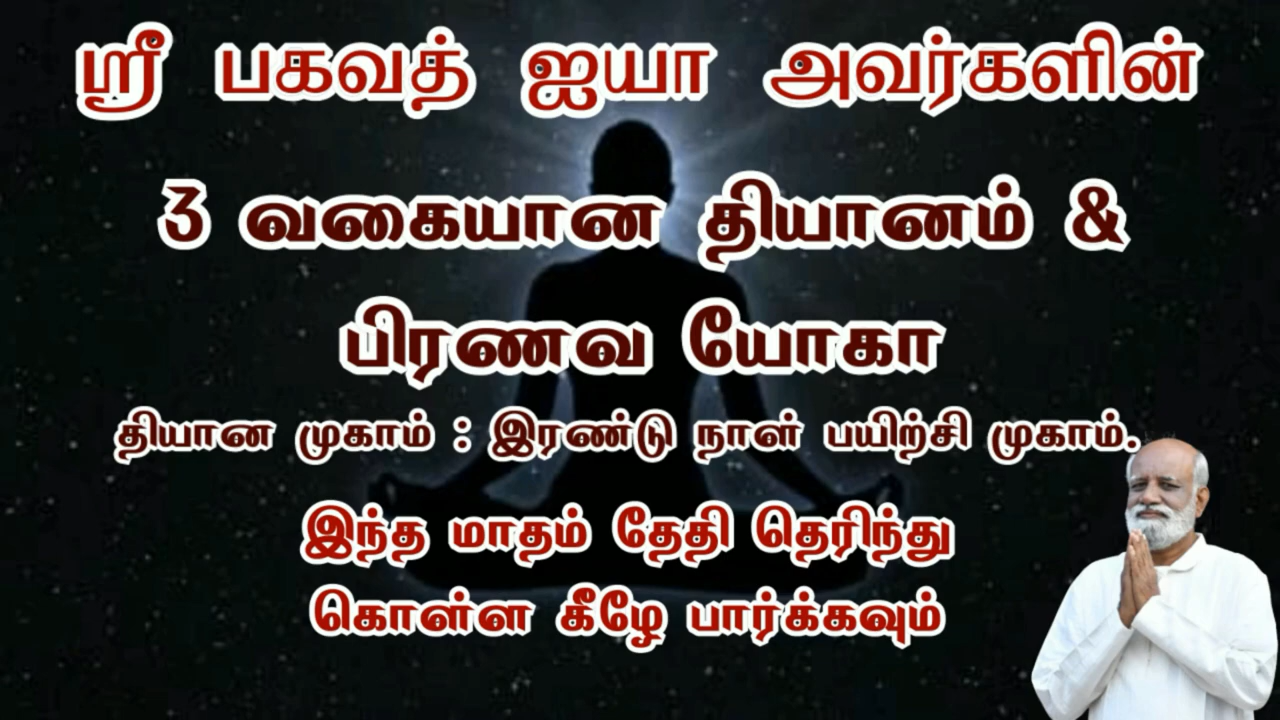 ஸ்ரீ பகவத் ஐயா அவர்களின்
3 வகையான தியானம் &
பிரணவ யோகா
தியான முகாம் : இரண்டு நாள் பயிற்சி முகாம்.
இந்த மாதம் தேதி தெரிந்து
கொள்ள கீழே பார்க்கவும்